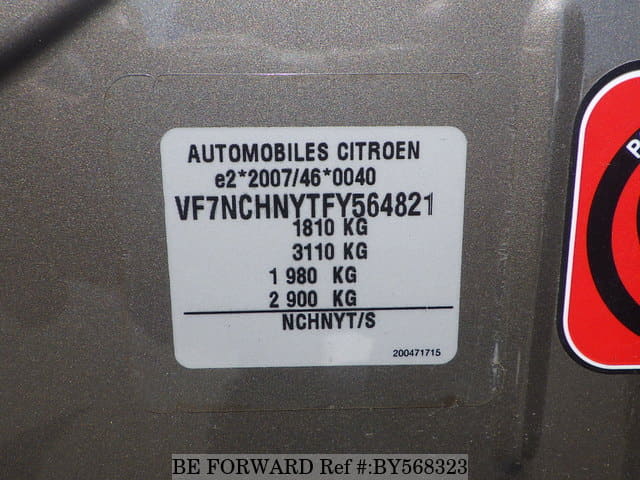 AUTOMOBILES CITROEN
e2*2007/46*0040
VF7NCHNYTFY564821
1810 KG
3110 KG
1 980 KG
2 900 KG
NCHNYT/S
200471715
BE FORWARD Ref #:BY568323